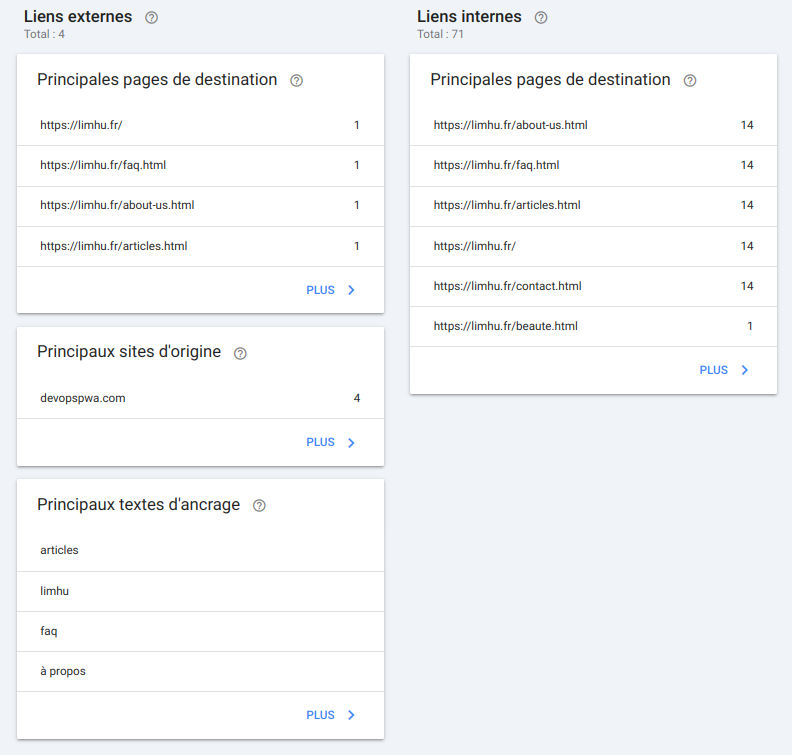 Liens externes
Total : 4
Principales pages de destination
https://limhu.fr/ 1
https://limhu.fr/faq.html 1
https://limhu.fr/about-us.html 1
https://limhu.fr/articles.html 1
PLUS
Principaux sites d'origine
devopspwa.com 4
PLUS
Principaux textes d'ancrage
articles
limhu
faq
à propos
PLUS
Liens internes
Total : 71
Principales pages de destination
https://limhu.fr/about-us.html 14
https://limhu.fr/faq.html 14
https://limhu.fr/articles.html 14
https://limhu.fr/ 14
https://limhu.fr/contact.html 14
https://limhu.fr/beaute.html 1
PLUS